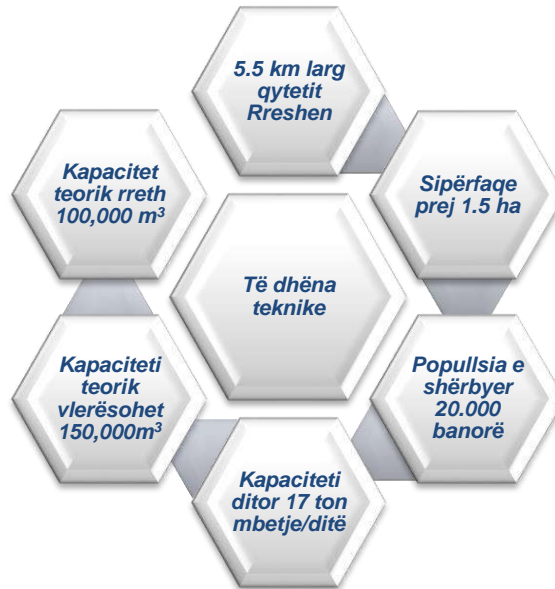 5.5 km larg
qytetit
Rreshen
Sipërfaqe
prej 1.5 ha
Popullsia e
shërbyer
20.000
banorë
Kapaciteti
ditor 17 ton
mbetje/ditë
Kapaciteti
teorik
vlerësohet
150,000m³
Kapacitet
teorik rreth
100,000 m³
Të dhëna
teknike